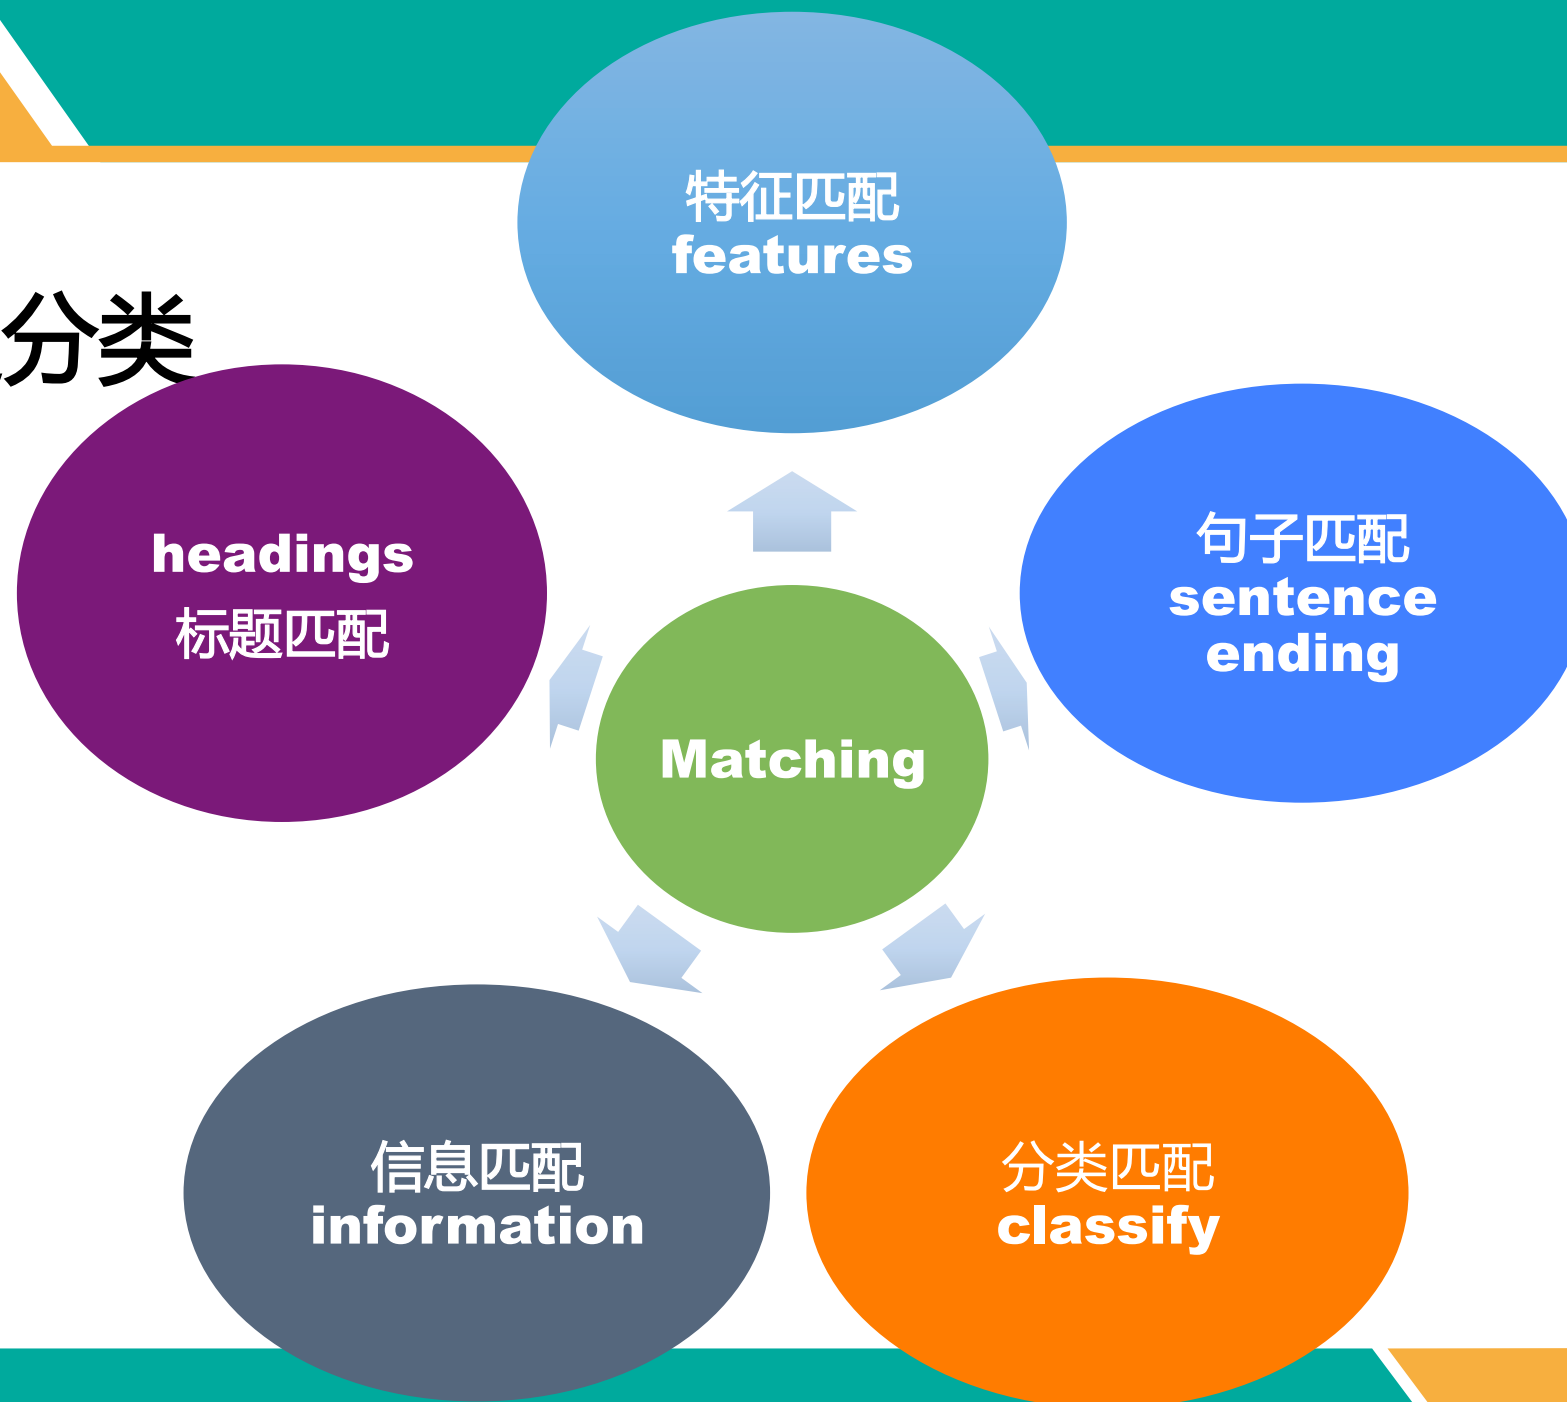 分类
特征匹配
features
headings
标题匹配
句子匹配
sentence
ending
Matching
信息匹配
information
分类匹配
classify